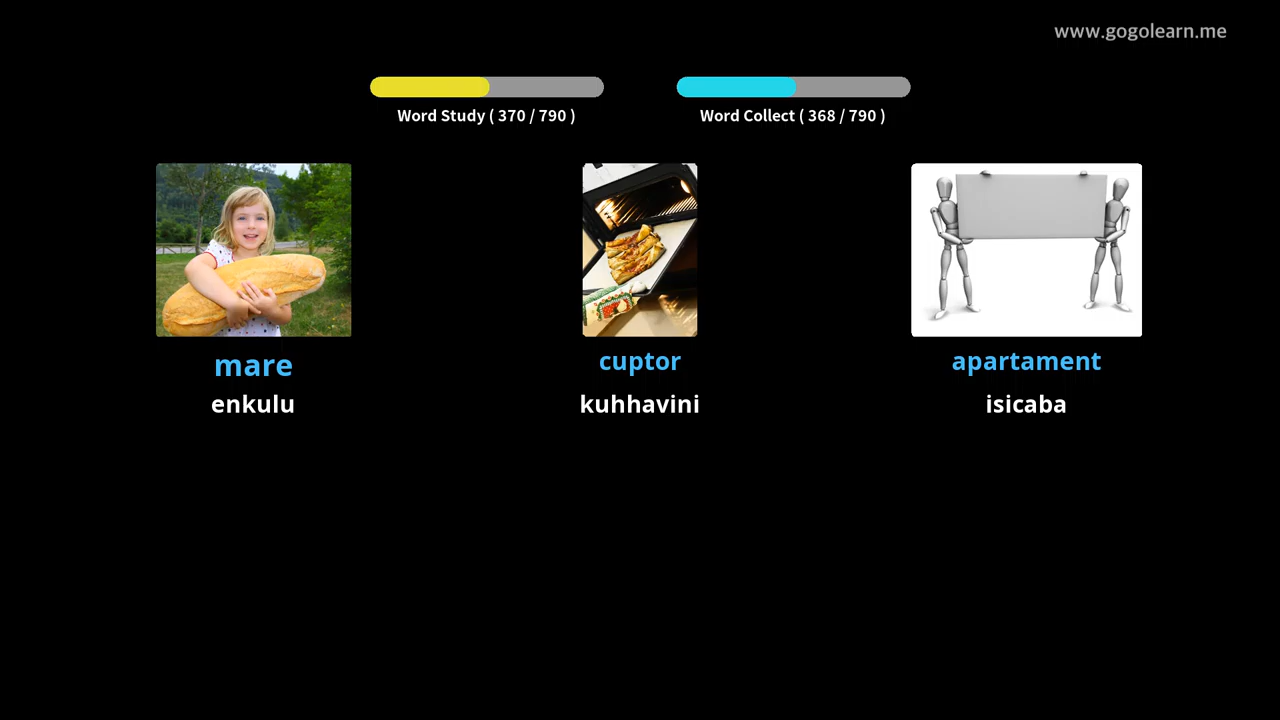 www.gogolearn.me
Word Study ( 370 / 790 )
Word Collect ( 368 / 790 )
mare
cuptor
apartament
enkulu
kuhhavini
isicaba